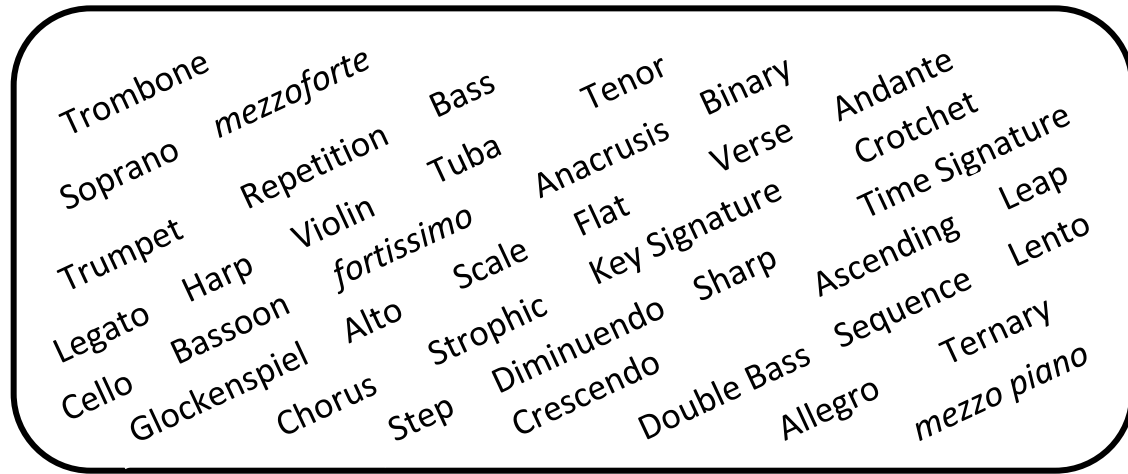 Trombone
mezzoforte
Bass
Tenor
Binary
Andante
Soprano
Repetition
Tuba
Anacrusis
Verse
Crotchet
Trumpet
Harp
Violin
fortissimo
Scale
Flat
Key Signature
Time Signature
Leap
Legato
Bassoon
Alto
Strophic
Diminuendo
Sharp
Ascending
Lento
Cello
Glockenspiel
Chorus
Step
Crescendo
Double Bass
Sequence
Allegro
Ternary
mezzo piano